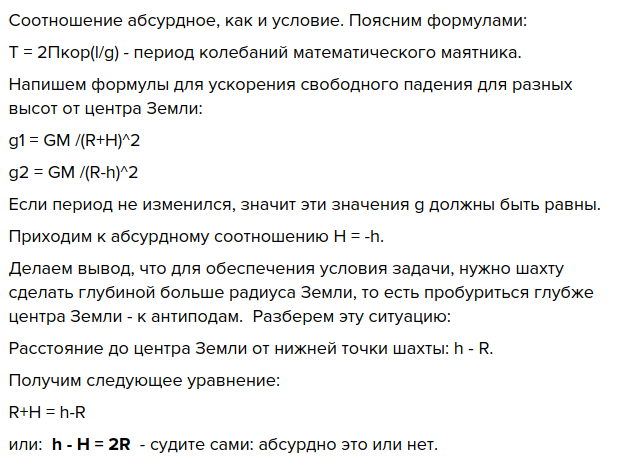 Соотношение абсурдное, как и условие. Поясним формулами:
T = 2Пкор(l/g) - период колебаний математического маятника.
Напишем формулы для ускорения свободного падения для разных
высот от центра Земли:
g1 = GM /(R+H)^2
g2 = GM /(R-h)^2
Если период не изменился, значит эти значения g должны быть равны.
Приходим к абсурдному соотношению H = -h.
Делаем вывод, что для обеспечения условия задачи, нужно шахту
сделать глубиной больше радиуса Земли, то есть пробуриться глубже
центра Земли - к антиподам.  Разберем эту ситуацию:
Расстояние до центра Земли от нижней точки шахты: h - R.
Получим следующее уравнение:
R+H = h-R
или:  h - H = 2R  - судите сами: абсурдно это или нет.